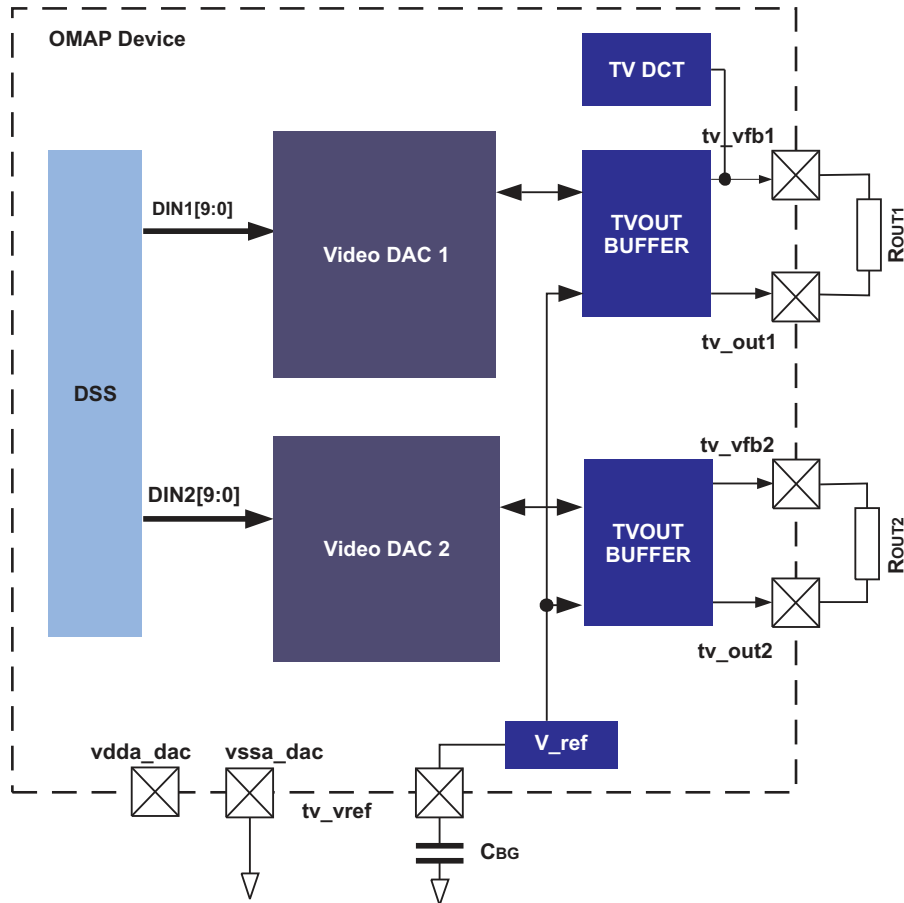 OMAP Device
TV DCT
tv_vfb1
DIN1[9:0]
Video DAC 1
TVOUT
BUFFER
ROUT1
tv_out1
DSS
tv_vfb2
DIN2[9:0]
Video DAC 2
TVOUT
BUFFER
ROUT2
tv_out2
V_ref
vdda_dac
vssa_dac
tv_vref
CBG